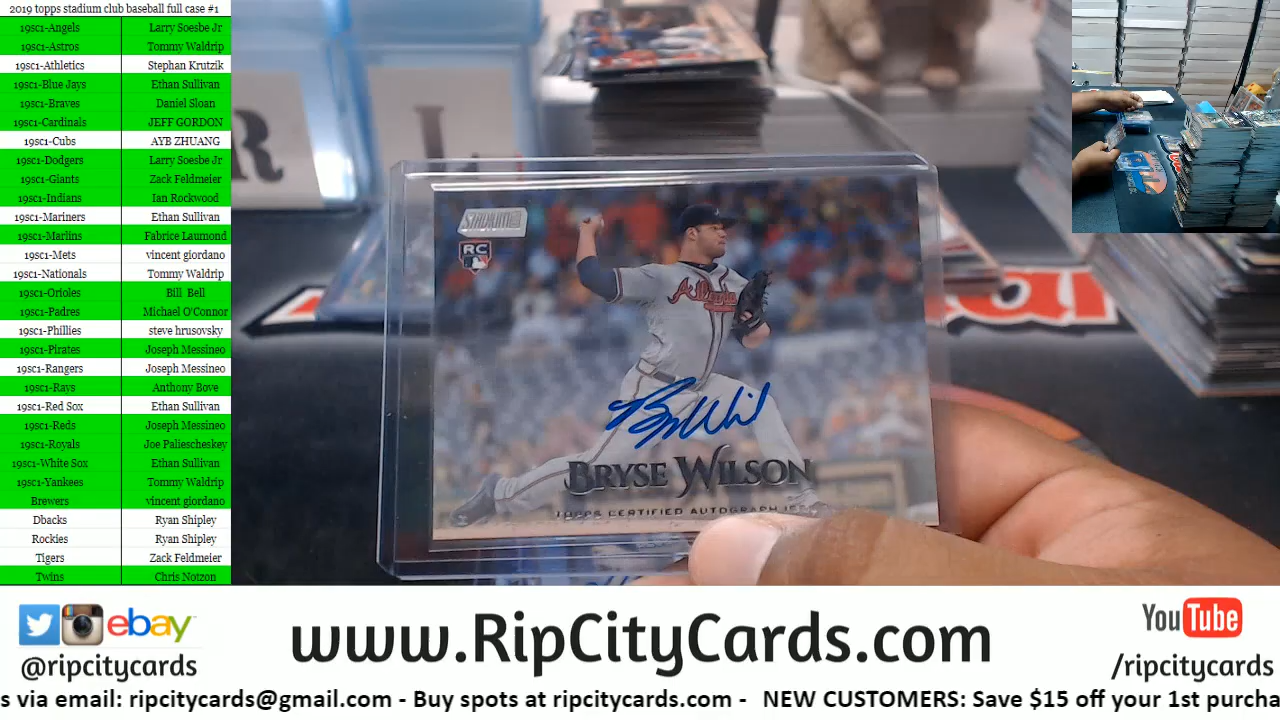 2019 topps stadium club baseball full case #1
19sc1-Angels Larry Soesbe Jr
19sc1-Astros Tommy Waldrip
19sc1-Athletics Stephan Krutzik
19sc1-Blue Jays Ethan Sullivan
19sc1-Braves Daniel Sloan
19sc1-Cardinals JEFF GORDON
19sc1-Cubs AYB ZHUANG
19sc1-Dodgers Larry Soesbe Jr
19sc1-Giants Zack Feldmeier
19sc1-Indians Ian Rockwood
19sc1-Mariners Ethan Sullivan
19sc1-Marlins Fabrice Laumond
19sc1-Mets vincent giordano
19sc1-Nationals Tommy Waldrip
19sc1-Orioles Bill Bell
19sc1-Padres Michael O'Connor
19sc1-Phillies steve hrusovsky
19sc1-Pirates Joseph Messineo
19sc1-Rangers Joseph Messineo
19sc1-Rays Anthony Bove
19sc1-Red Sox Ethan Sullivan
19sc1-Reds Joseph Messineo
19sc1-Royals Joe Paliescheskey
19sc1-White Sox Ethan Sullivan
19sc1-Yankees Tommy Waldrip
Brewers vincent giordano
Dbacks Ryan Shipley
Rockies Ryan Shipley
Tigers Zack Feldmeier
Twins Chris Notzon
STADIUM
RC
Braves
BRYSE WILSON
TOPPS CERTIFIED AUTOGRAPH
ebay
@ripcitycards
www.RipCityCards.com
YouTube
/ripcitycards
s via email: ripcitycards@gmail.com - Buy spots at ripcitycards.com - NEW CUSTOMERS: Save $15 off your 1st purcha